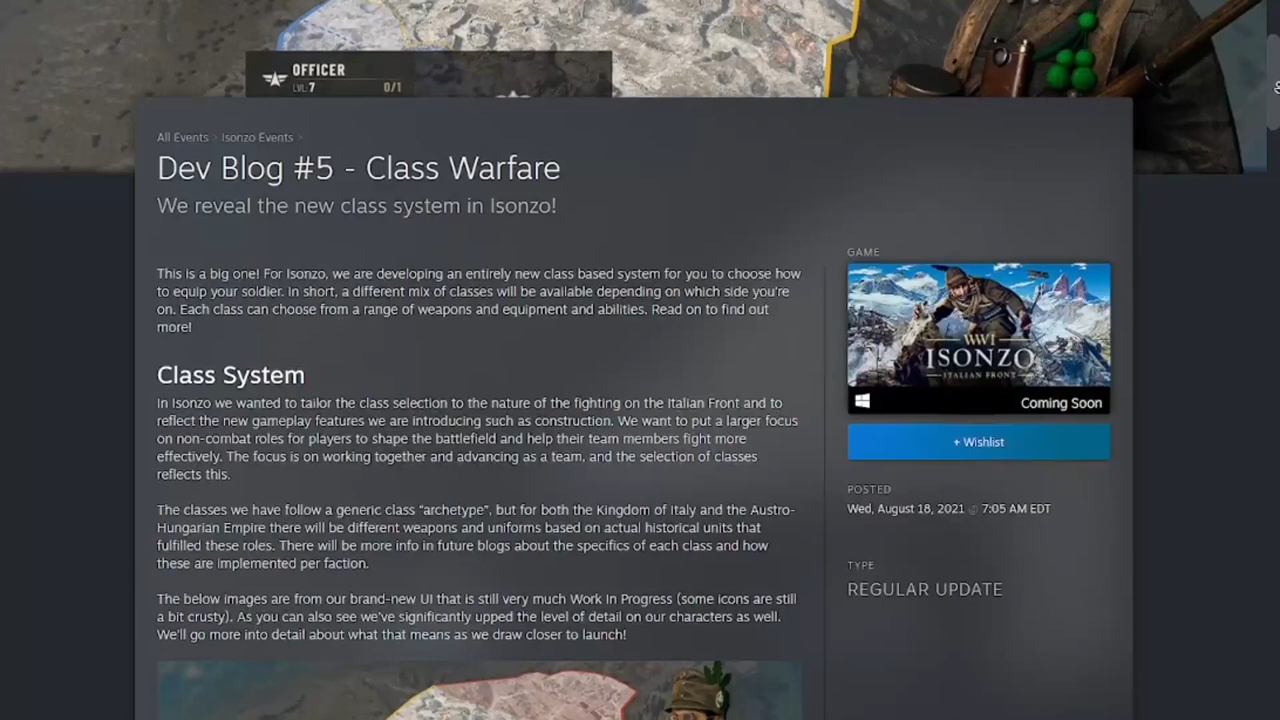 OFFICER
LVL: 7 0/1
All Events > Isonzo Events >
Dev Blog #5 - Class Warfare
We reveal the new class system in Isonzo!
This is a big one! For Isonzo, we are developing an entirely new class based system for you to choose how
to equip your soldier. In short, a different mix of classes will be available depending on which side you're
on. Each class can choose from a range of weapons and equipment and abilities. Read on to find out
more!
Class System
In Isonzo we wanted to tailor the class selection to the nature of the fighting on the Italian Front and to
reflect the new gameplay features we are introducing such as construction. We want to put a larger focus
on non-combat roles for players to shape the battlefield and help their team members fight more
effectively. The focus is on working together and advancing as a team, and the selection of classes
reflects this.
The classes we have follow a generic class “archetype”, but for both the Kingdom of Italy and the Austro-
Hungarian Empire there will be different weapons and uniforms based on actual historical units that
fulfilled these roles. There will be more info in future blogs about the specifics of each class and how
these are implemented per faction.
The below images are from our brand-new UI that is still very much Work In Progress (some icons are still
a bit crusty). As you can also see we've significantly upped the level of detail on our characters as well.
We'll go more into detail about what that means as we draw closer to launch!
GAME
WWI
ISONZO
ITALIAN FRONT
Coming Soon
+ Wishlist
POSTED
Wed, August 18, 2021 @ 7:05 AM EDT
TYPE
REGULAR UPDATE